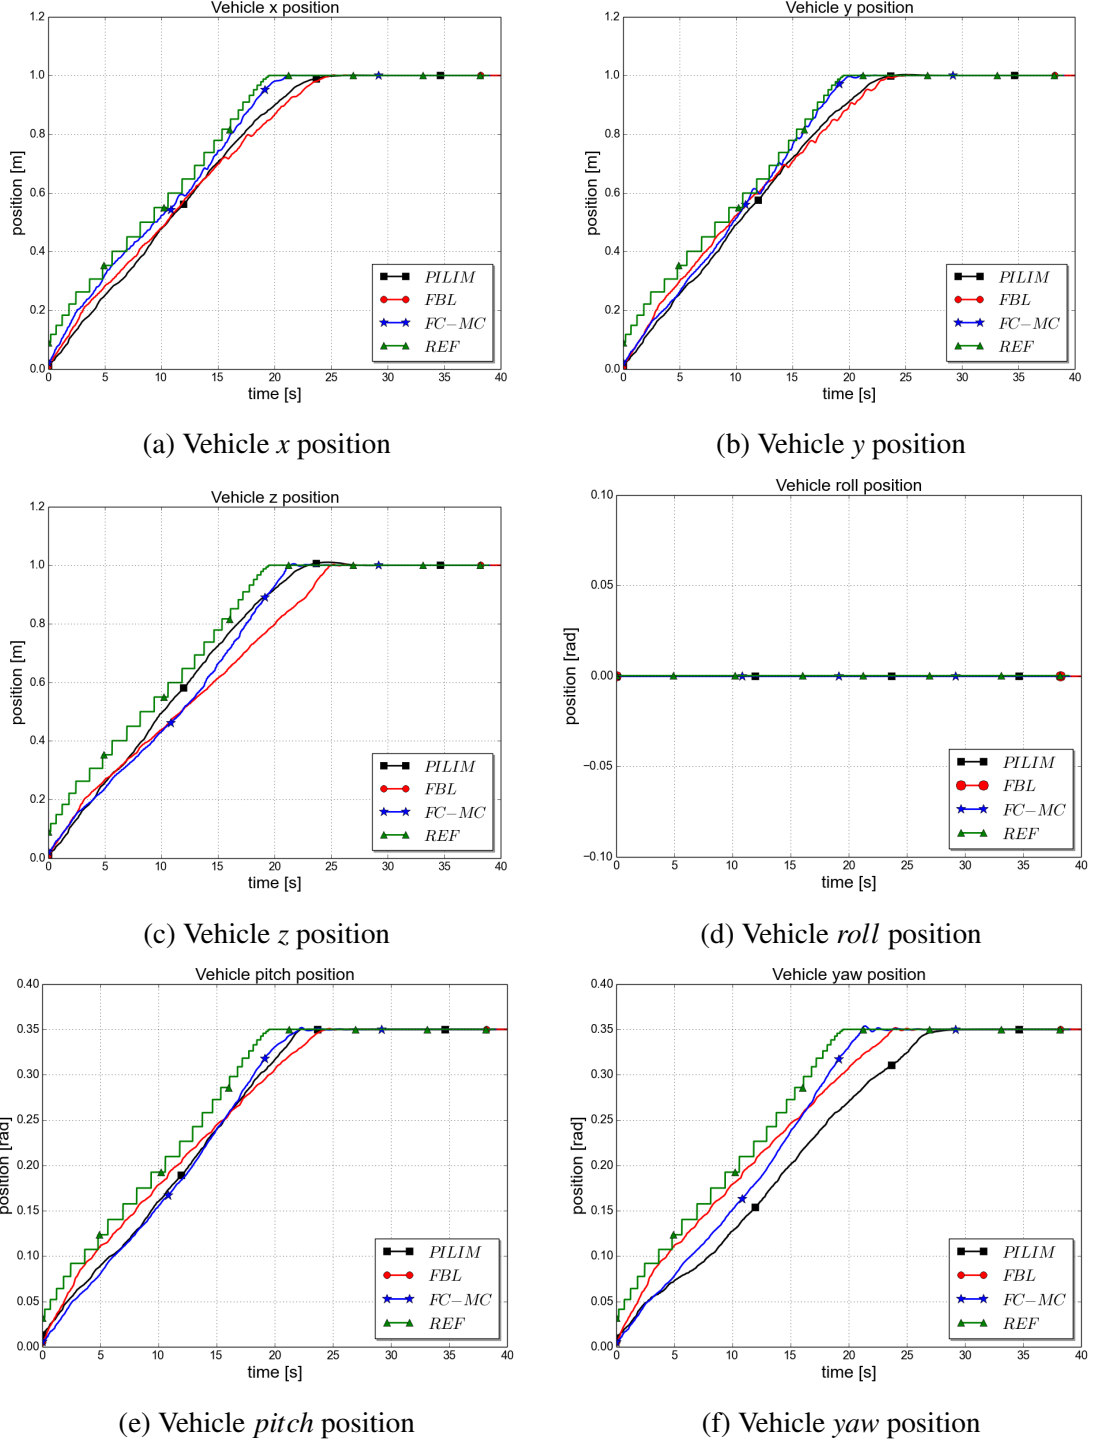 Vehicle x position
1.2
1.0
0.8
0.6
0.4
0.2
0.0
position [m]
0 5 10 15 20 25 30 35 40
time [s]
PILIM
FBL
FC-MC
REF
(a) Vehicle x position
Vehicle y position
1.2
1.0
0.8
0.6
0.4
0.2
0.0
position [m]
0 5 10 15 20 25 30 35 40
time [s]
PILIM
FBL
FC-MC
REF
(b) Vehicle y position
Vehicle z position
1.2
1.0
0.8
0.6
0.4
0.2
0.0
position [m]
0 5 10 15 20 25 30 35 40
time [s]
PILIM
FBL
FC-MC
REF
(c) Vehicle z position
Vehicle roll position
0.10
0.05
0.00
−0.05
−0.10
position [rad]
0 5 10 15 20 25 30 35 40
time [s]
PILIM
FBL
FC-MC
REF
(d) Vehicle roll position
Vehicle pitch position
0.40
0.35
0.30
0.25
0.20
0.15
0.10
0.05
0.00
position [rad]
0 5 10 15 20 25 30 35 40
time [s]
PILIM
FBL
FC-MC
REF
(e) Vehicle pitch position
Vehicle yaw position
0.40
0.35
0.30
0.25
0.20
0.15
0.10
0.05
0.00
position [rad]
0 5 10 15 20 25 30 35 40
time [s]
PILIM
FBL
FC-MC
REF
(f) Vehicle yaw position